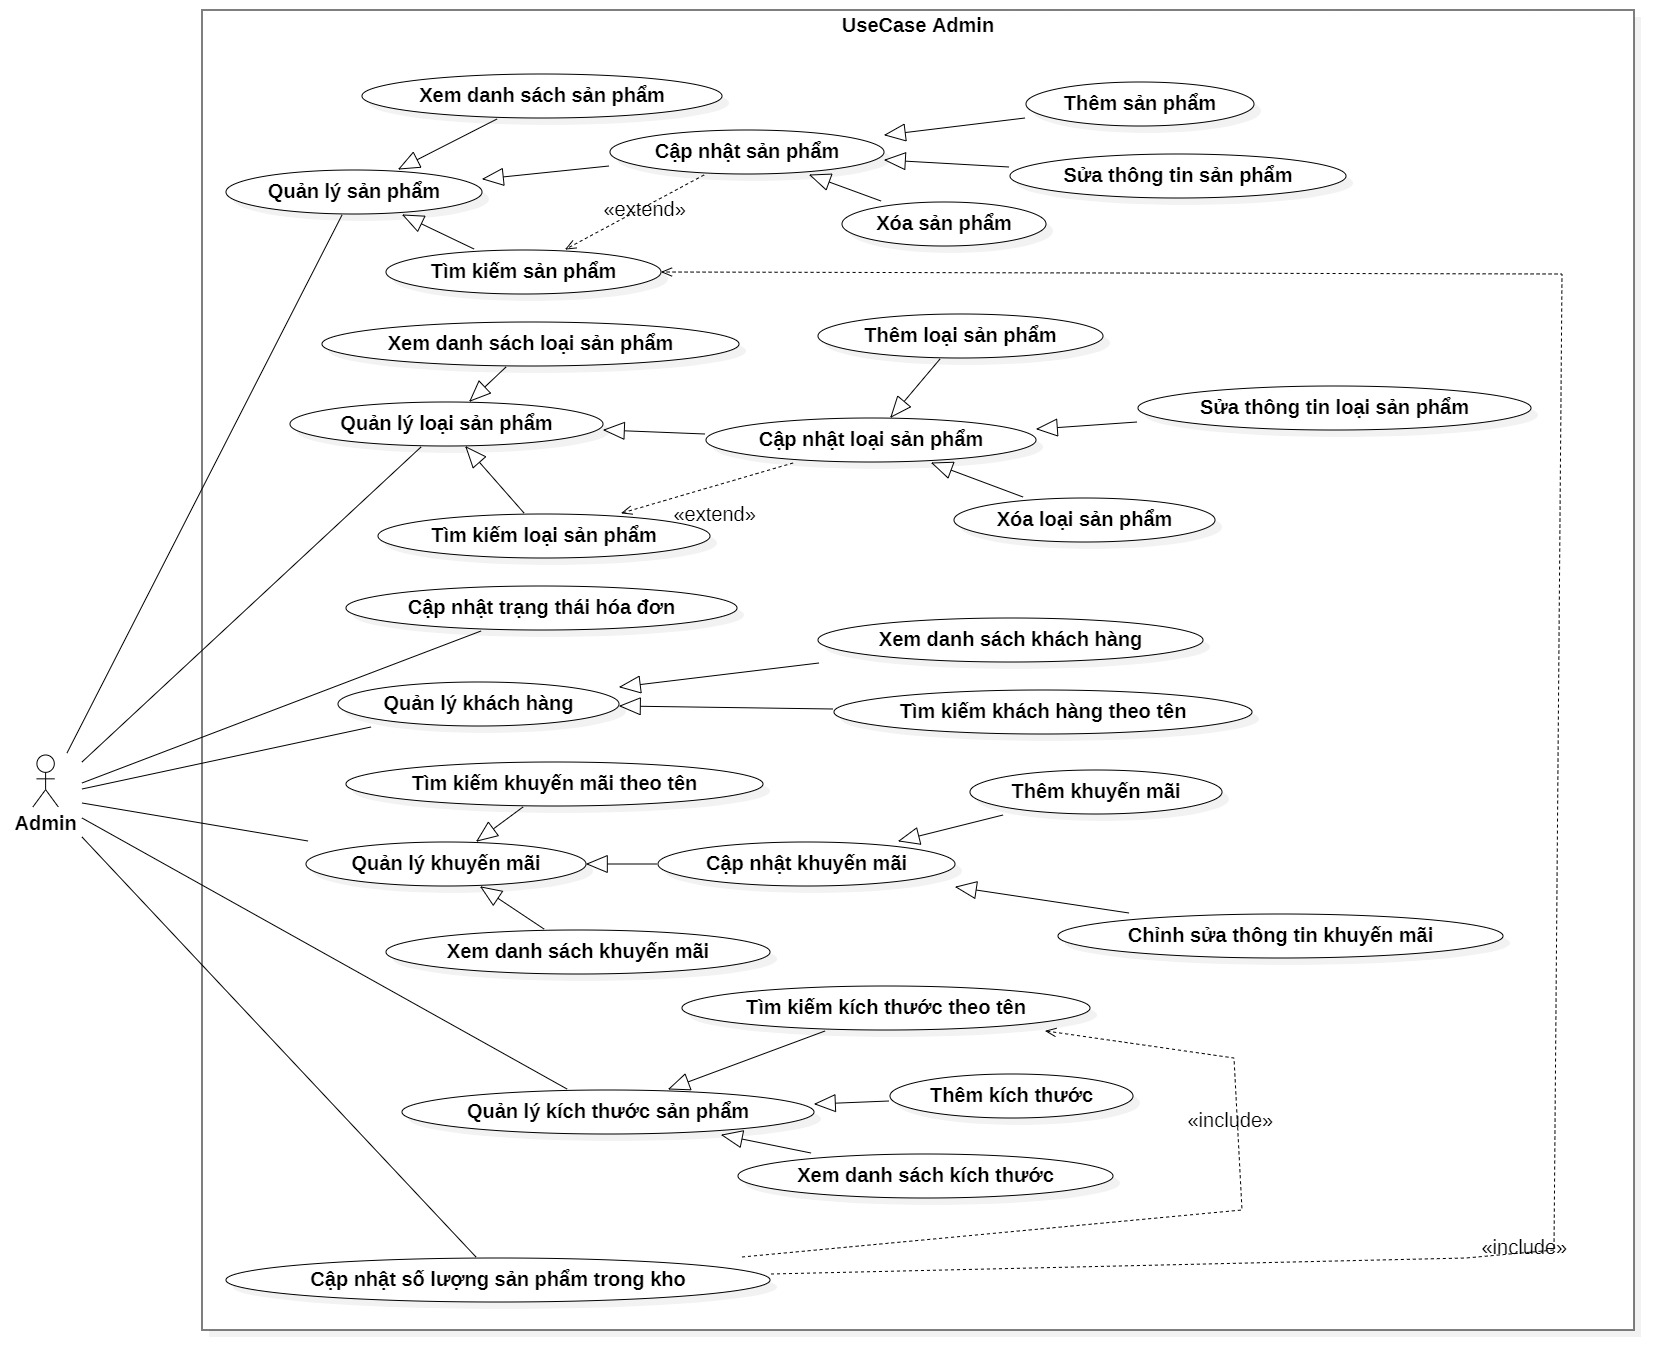 UseCase Admin
Xem danh sách sản phẩm
Thêm sản phẩm
Cập nhật sản phẩm
Sửa thông tin sản phẩm
Quản lý sản phẩm
«extend»
Xóa sản phẩm
Tìm kiếm sản phẩm
Xem danh sách loại sản phẩm
Thêm loại sản phẩm
Sửa thông tin loại sản phẩm
Quản lý loại sản phẩm
Cập nhật loại sản phẩm
«extend»
Xóa loại sản phẩm
Tìm kiếm loại sản phẩm
Cập nhật trạng thái hóa đơn
Xem danh sách khách hàng
Quản lý khách hàng
Tìm kiếm khách hàng theo tên
Tìm kiếm khuyến mãi theo tên
Thêm khuyến mãi
Admin
Quản lý khuyến mãi
Cập nhật khuyến mãi
Chỉnh sửa thông tin khuyến mãi
Xem danh sách khuyến mãi
Tìm kiếm kích thước theo tên
Thêm kích thước
Quản lý kích thước sản phẩm
«include»
Xem danh sách kích thước
«include»
Cập nhật số lượng sản phẩm trong kho